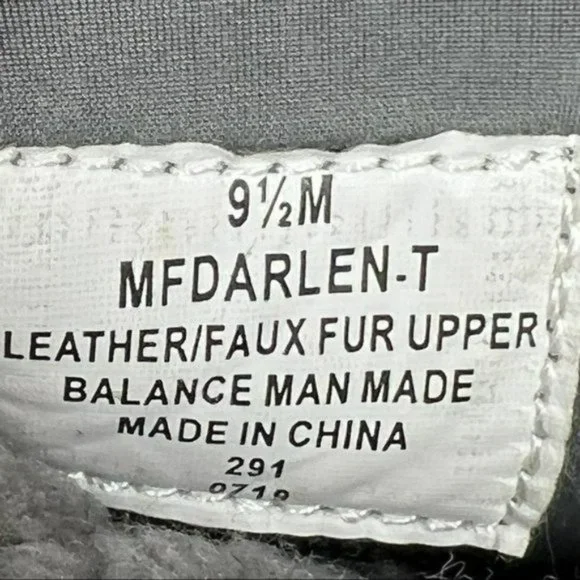 9½M
MFDARLEN-T
LEATHER/FAUX FUR UPPER
BALANCE MAN MADE
MADE IN CHINA
291